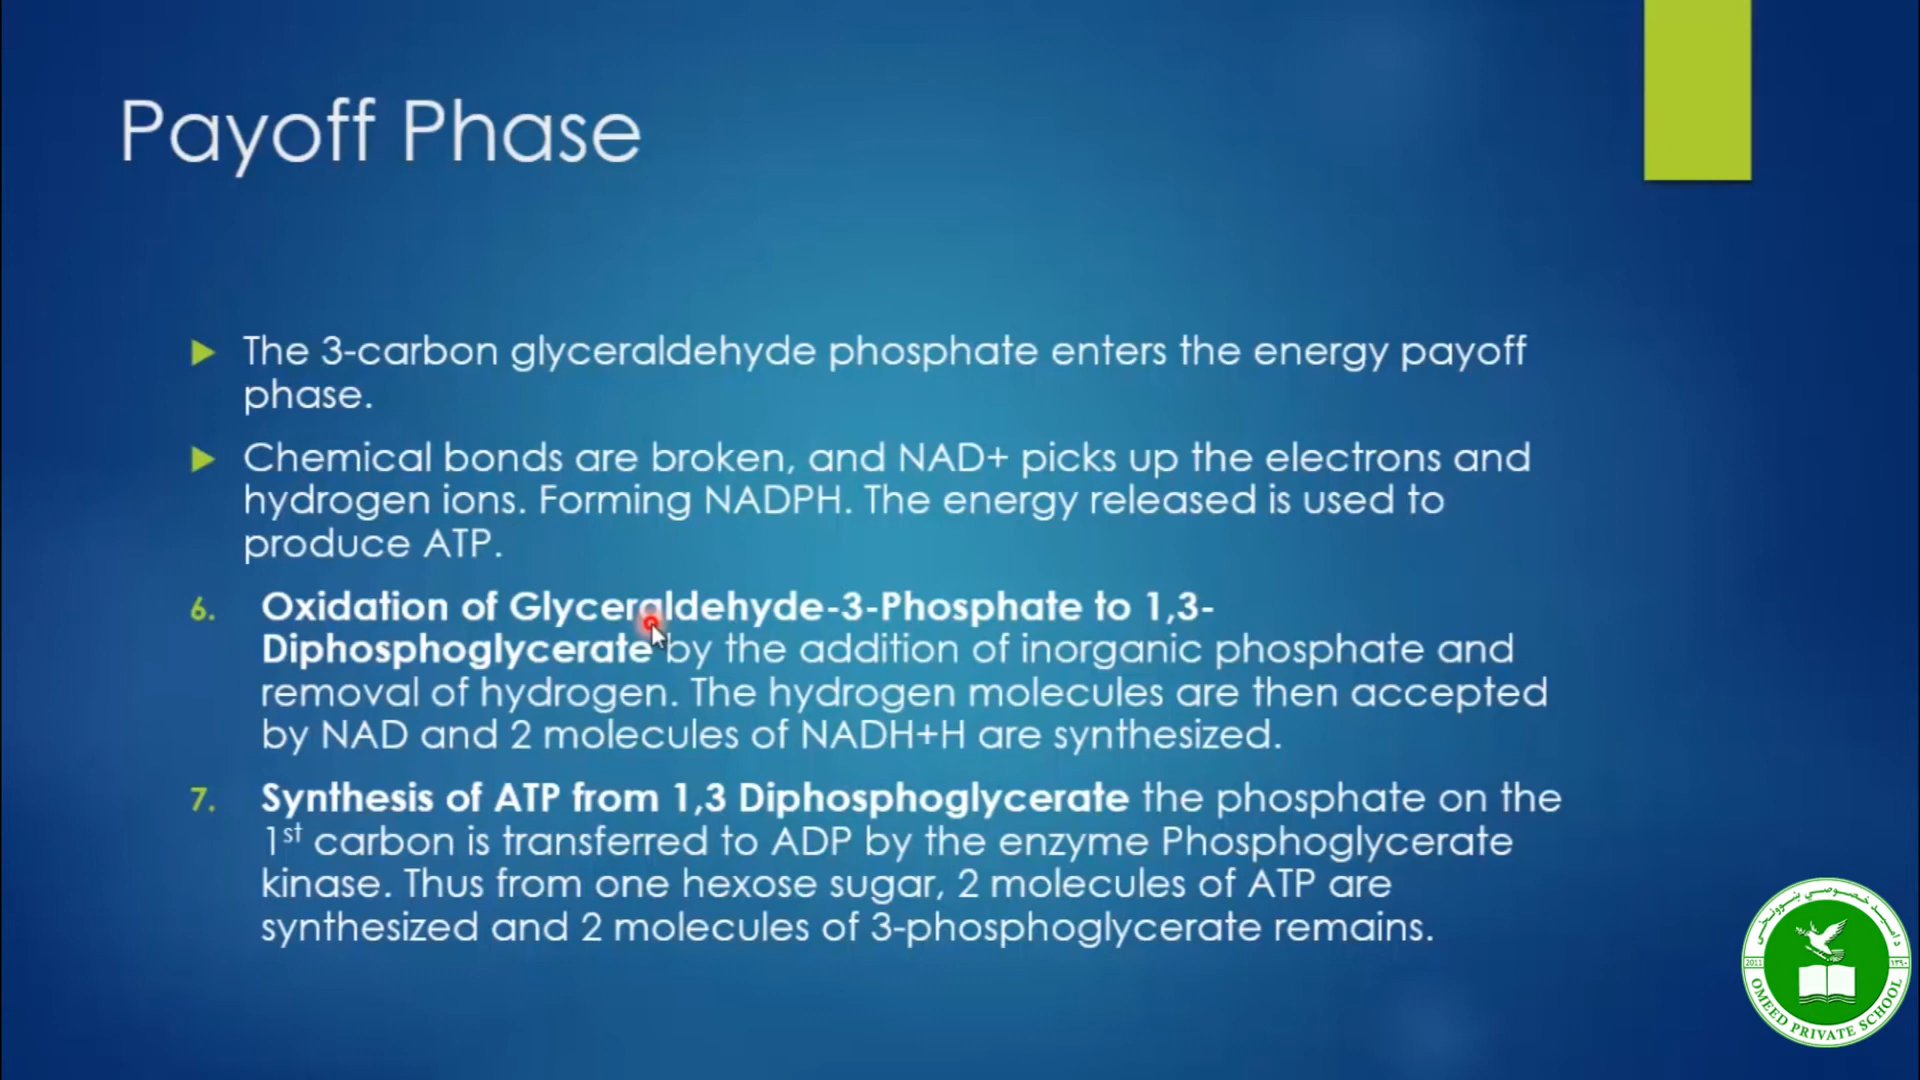 Payoff Phase
The 3-carbon glyceraldehyde phosphate enters the energy payoff
phase.
Chemical bonds are broken, and NAD+ picks up the electrons and
hydrogen ions. Forming NADPH. The energy released is used to
produce ATP.
6. Oxidation of Glyceraldehyde-3-Phosphate to 1,3-
Diphosphoglycerate by the addition of inorganic phosphate and
removal of hydrogen. The hydrogen molecules are then accepted
by NAD and 2 molecules of NADH+H are synthesized.
7. Synthesis of ATP from 1,3 Diphosphoglycerate the phosphate on the
1st carbon is transferred to ADP by the enzyme Phosphoglycerate
kinase. Thus from one hexose sugar, 2 molecules of ATP are
synthesized and 2 molecules of 3-phosphoglycerate remains.
2011
١٣٩٠
OMEED PRIVATE SCHOOL